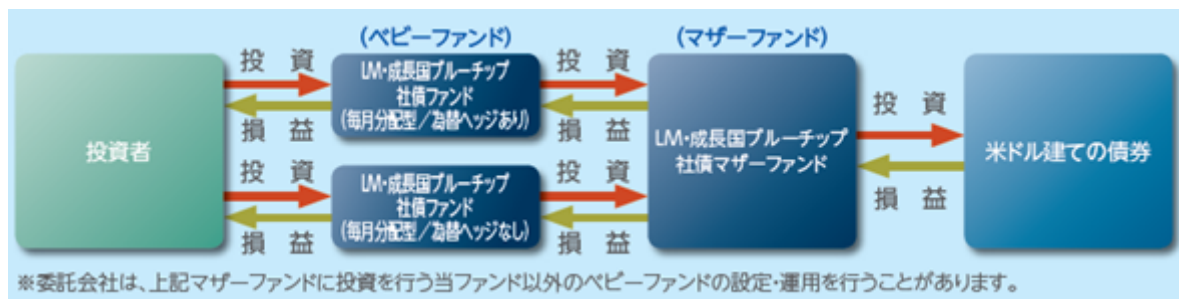 (ベビーファンド)
(マザーファンド)
投資者
投 資
損 益
LM・成長国ブルーチップ
社債ファンド
(毎月分配型/為替ヘッジあり)
投 資
損 益
投 資
損 益
LM・成長国ブルーチップ
社債ファンド
(毎月分配型/為替ヘッジなし)
投 資
損 益
LM・成長国ブルーチップ
社債マザーファンド
投 資
損 益
米ドル建ての債券
※委託会社は、上記マザーファンドに投資を行う当ファンド以外のベビーファンドの設定・運用を行うことがあります。